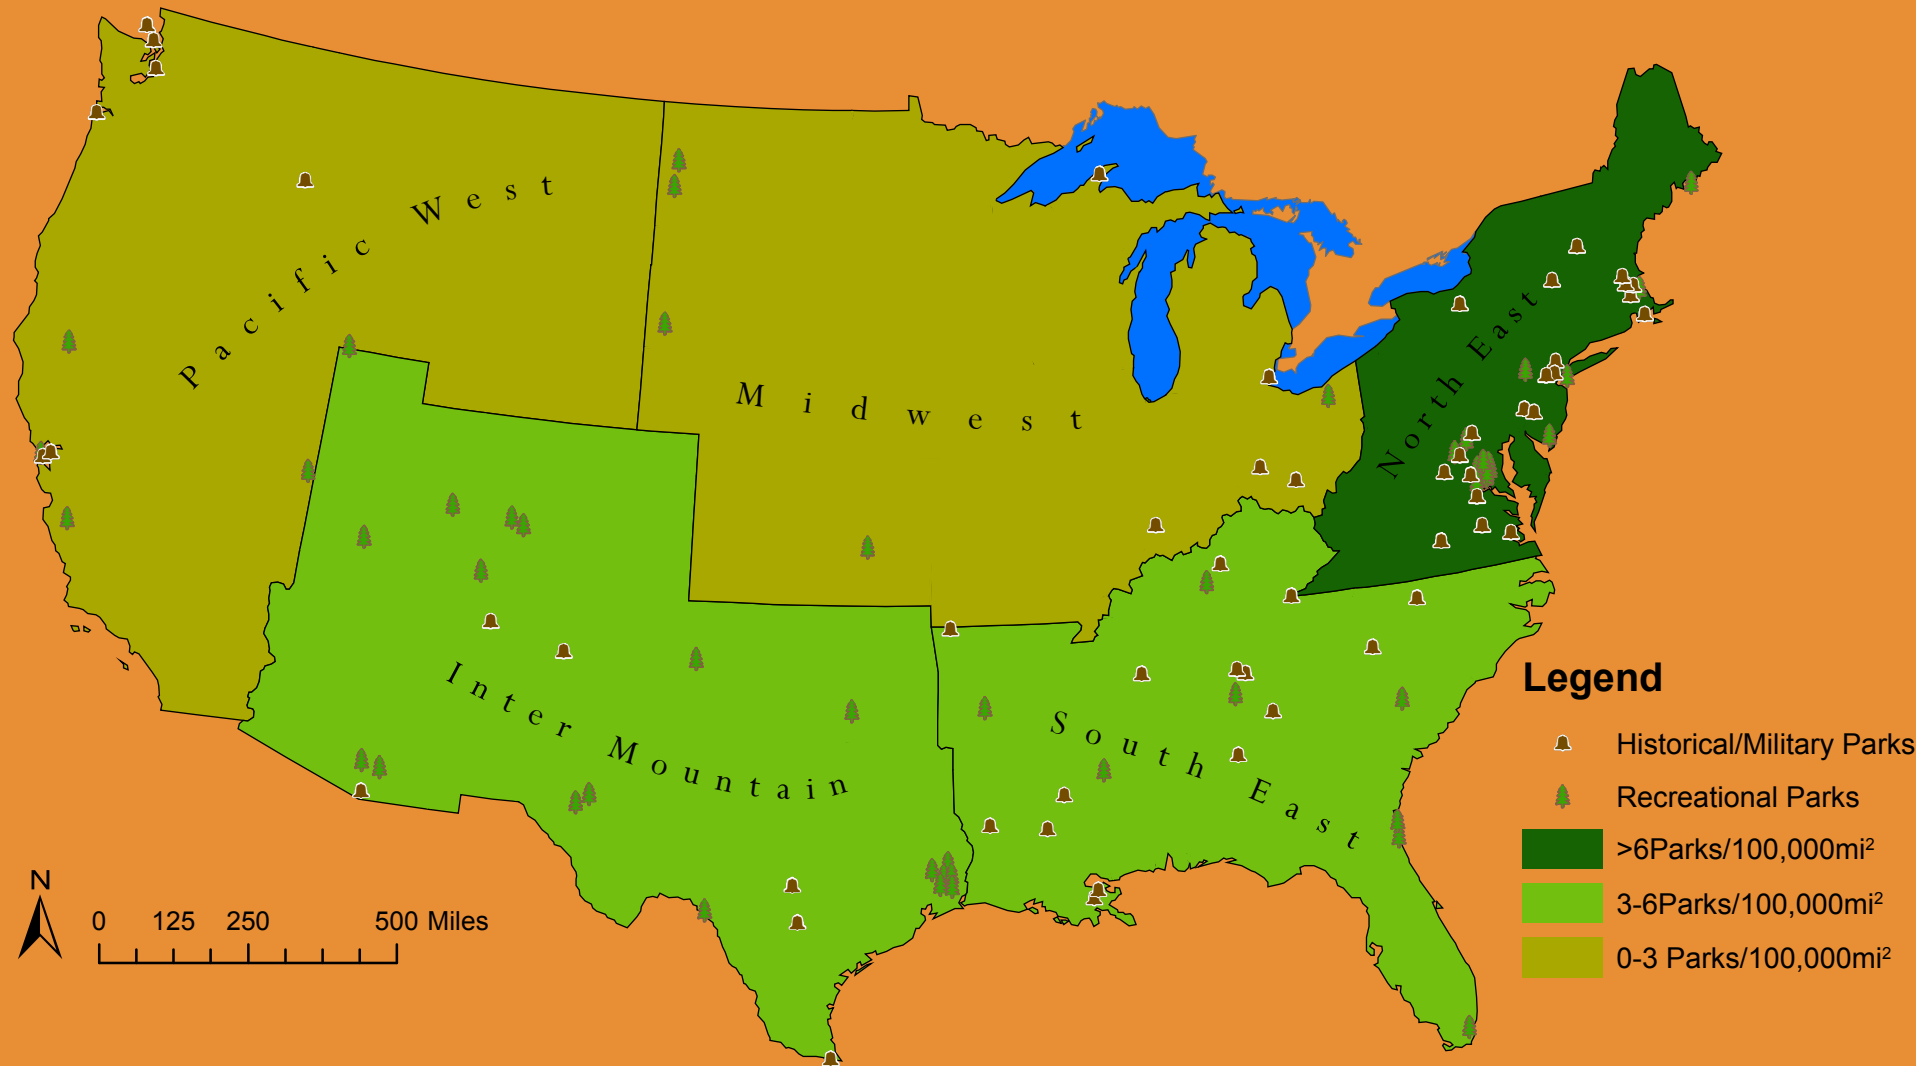 Pacific West
Midwest
North East
Inter Mountain
South East
Legend
Historical/Military Parks
Recreational Parks
>6Parks/100,000mi²
3-6Parks/100,000mi²
0-3 Parks/100,000mi²
N
0 125 250 500 Miles